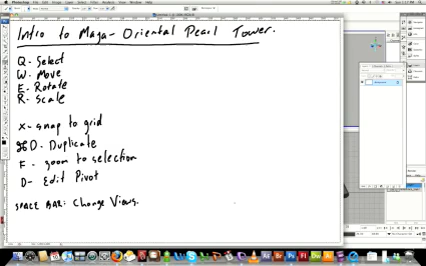 Intro to Maya- Oriental Pearl Tower.
Q- Select
W- Move
E- Rotate
R- Scale
X- snap to grid
⌘D- Duplicate
F- zoom to selection
D- Edit Pivot
SPACE BAR: Change Views.